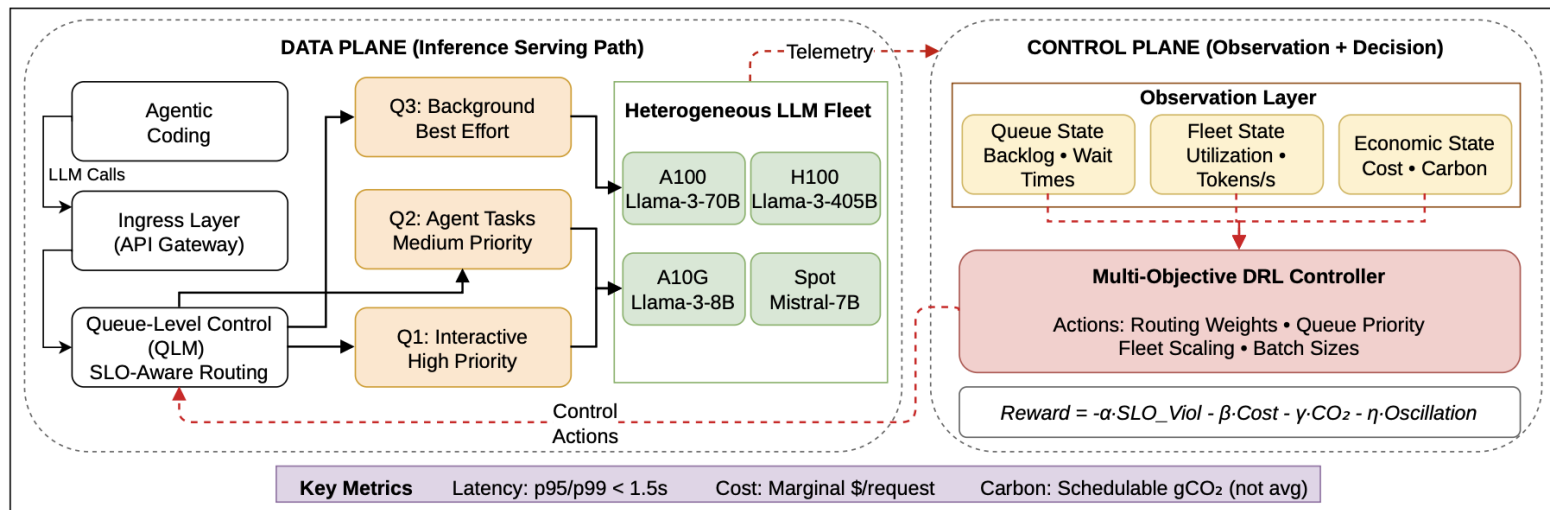 DATA PLANE (Inference Serving Path)
Agentic
Coding
LLM Calls
Ingress Layer
(API Gateway)
Queue-Level Control
(QLM)
SLO-Aware Routing
Q3: Background
Best Effort
Q2: Agent Tasks
Medium Priority
Q1: Interactive
High Priority
Heterogeneous LLM Fleet
A100
Llama-3-70B
H100
Llama-3-405B
A10G
Llama-3-8B
Spot
Mistral-7B
Telemetry
Control
Actions
CONTROL PLANE (Observation + Decision)
Observation Layer
Queue State
Backlog • Wait
Times
Fleet State
Utilization •
Tokens/s
Economic State
Cost • Carbon
Multi-Objective DRL Controller
Actions: Routing Weights • Queue Priority
Fleet Scaling • Batch Sizes
Reward = -α·SLO_Viol - β·Cost - γ·CO₂ - η·Oscillation
Key Metrics Latency: p95/p99 < 1.5s Cost: Marginal $/request Carbon: Schedulable gCO₂ (not avg)